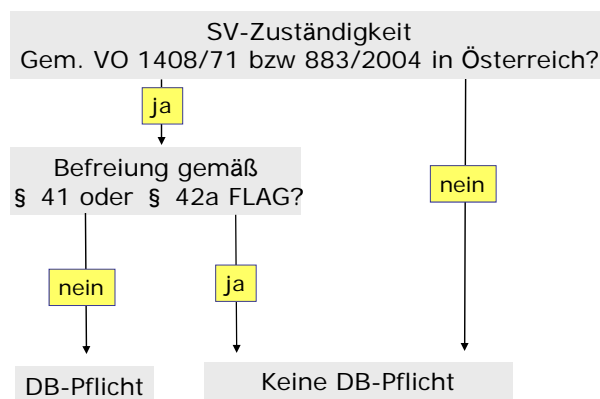 SV-Zuständigkeit
Gem. VO 1408/71 bzw 883/2004 in Österreich?
ja
Befreiung gemäß
§ 41 oder § 42a FLAG?
nein
nein
ja
DB-Pflicht
Keine DB-Pflicht